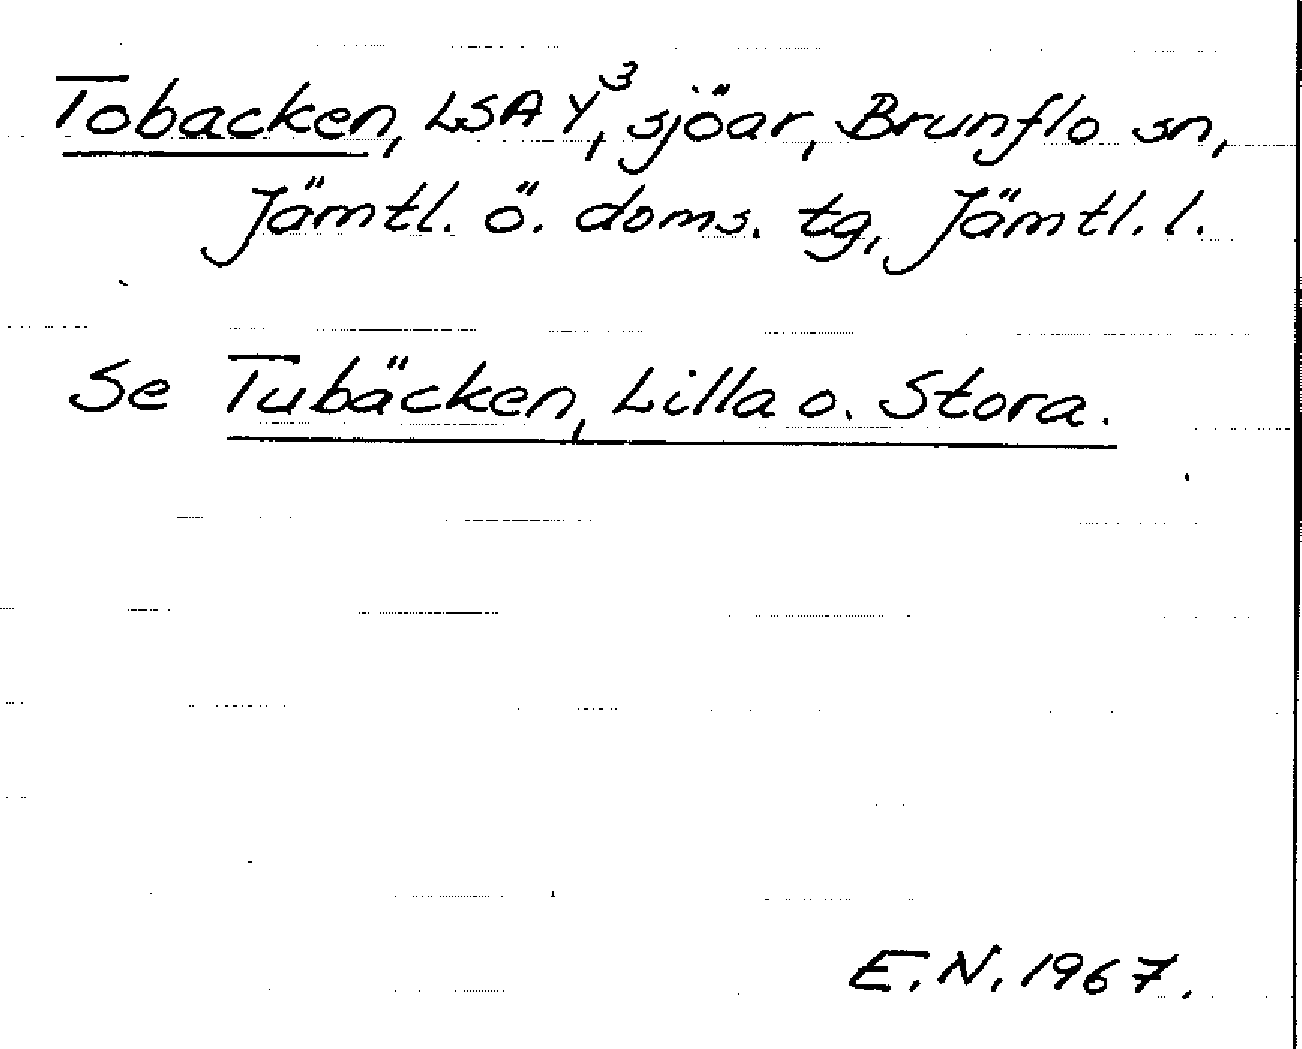 Tobacken, LSA Y³, sjöar, Brunflo sn,
Jämtl. ö. doms. tg, Jämtl. l.
Se Tubäcken, Lilla o. Stora.
E.N. 1967.